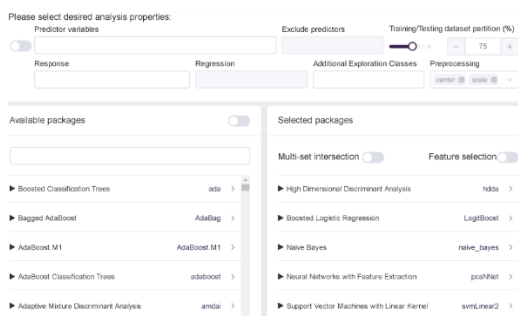 Please select desired analysis properties:
Predictor variables
Exclude predictors
Training/Testing dataset partition (%)
− 75 +
Response
Regression
Additional Exploration Classes
Preprocessing
center scale
Available packages
Selected packages
Multi-set intersection
Feature selection
Boosted Classification Trees ada
High Dimensional Discriminant Analysis hdda
Bagged AdaBoost AdaBag
Boosted Logistic Regression LogitBoost
AdaBoost.M1 AdaBoost.M1
Naive Bayes naive_bayes
AdaBoost Classification Trees adaboost
Neural Networks with Feature Extraction pcaNNet
Adaptive Mixture Discriminant Analysis amdai
Support Vector Machines with Linear Kernel svmLinear2